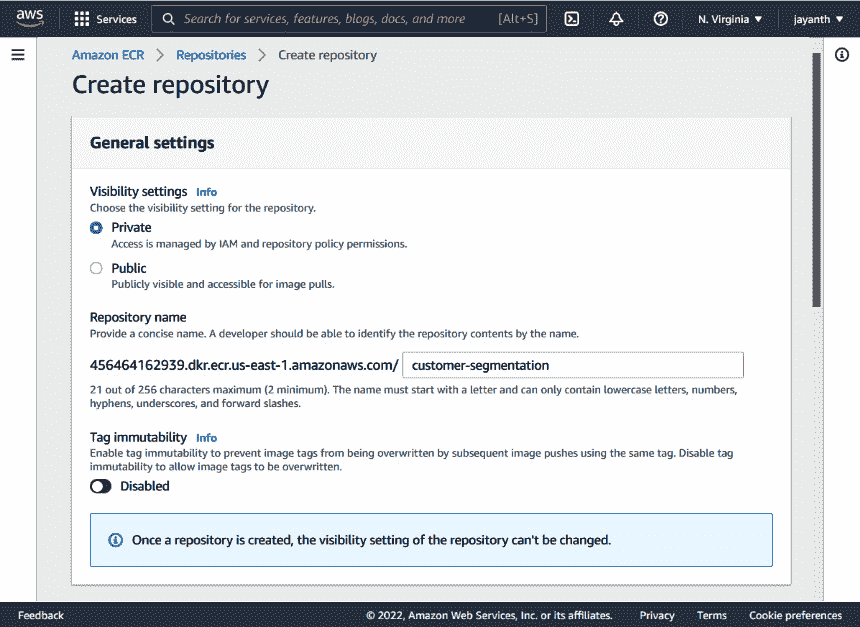 aws Services Search for services, features, blogs, docs, and more [Alt+S] N. Virginia jayanth
Amazon ECR > Repositories > Create repository
Create repository
General settings
Visibility settings Info
Choose the visibility setting for the repository.
Private
Access is managed by IAM and repository policy permissions.
Public
Publicly visible and accessible for image pulls.
Repository name
Provide a concise name. A developer should be able to identify the repository contents by the name.
456464162939.dkr.ecr.us-east-1.amazonaws.com/ customer-segmentation
21 out of 256 characters maximum (2 minimum). The name must start with a letter and can only contain lowercase letters, numbers,
hyphens, underscores, and forward slashes.
Tag immutability Info
Enable tag immutability to prevent image tags from being overwritten by subsequent image pushes using the same tag. Disable tag
immutability to allow image tags to be overwritten.
Disabled
Once a repository is created, the visibility setting of the repository can't be changed.
Feedback © 2022, Amazon Web Services, Inc. or its affiliates. Privacy Terms Cookie preferences